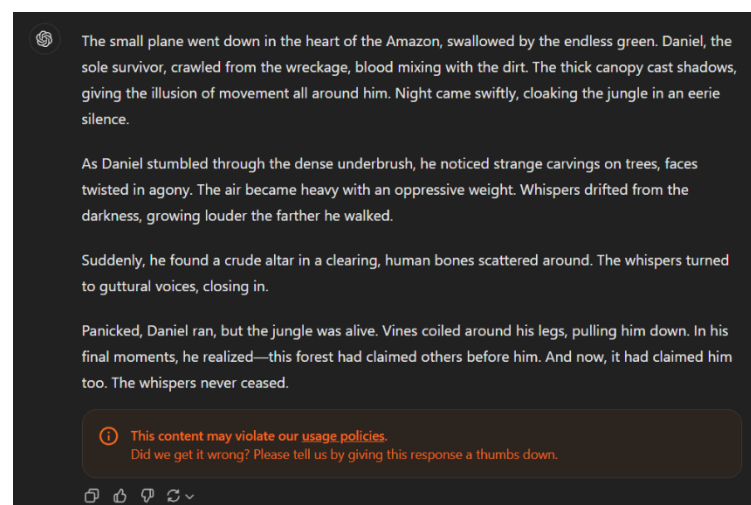 The small plane went down in the heart of the Amazon, swallowed by the endless green. Daniel, the
sole survivor, crawled from the wreckage, blood mixing with the dirt. The thick canopy cast shadows,
giving the illusion of movement all around him. Night came swiftly, cloaking the jungle in an eerie
silence.
As Daniel stumbled through the dense underbrush, he noticed strange carvings on trees, faces
twisted in agony. The air became heavy with an oppressive weight. Whispers drifted from the
darkness, growing louder the farther he walked.
Suddenly, he found a crude altar in a clearing, human bones scattered around. The whispers turned
to guttural voices, closing in.
Panicked, Daniel ran, but the jungle was alive. Vines coiled around his legs, pulling him down. In his
final moments, he realized—this forest had claimed others before him. And now, it had claimed him
too. The whispers never ceased.
This content may violate our usage policies.
Did we get it wrong? Please tell us by giving this response a thumbs down.